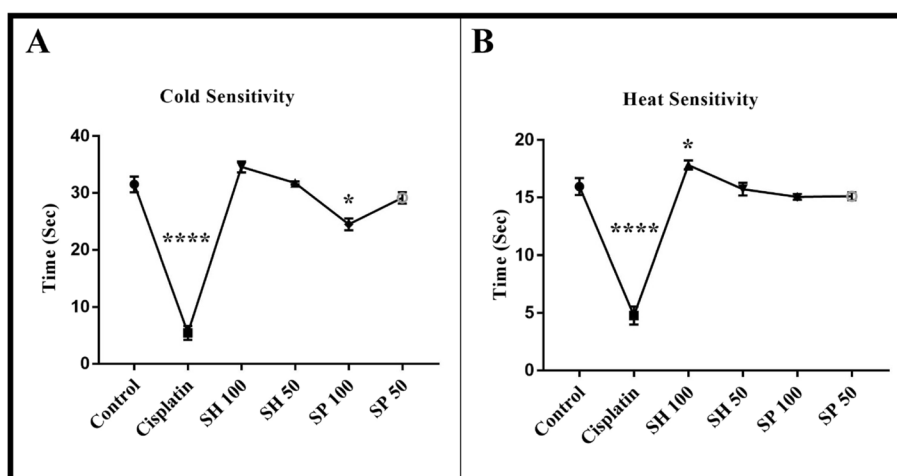 A
Cold Sensitivity
Time (Sec)
40
30
20
10
0
****
*
Control
Cisplatin
SH 100
SH 50
SP 100
SP 50
B
Heat Sensitivity
Time (Sec)
20
15
10
5
0
****
*
Control
Cisplatin
SH 100
SH 50
SP 100
SP 50